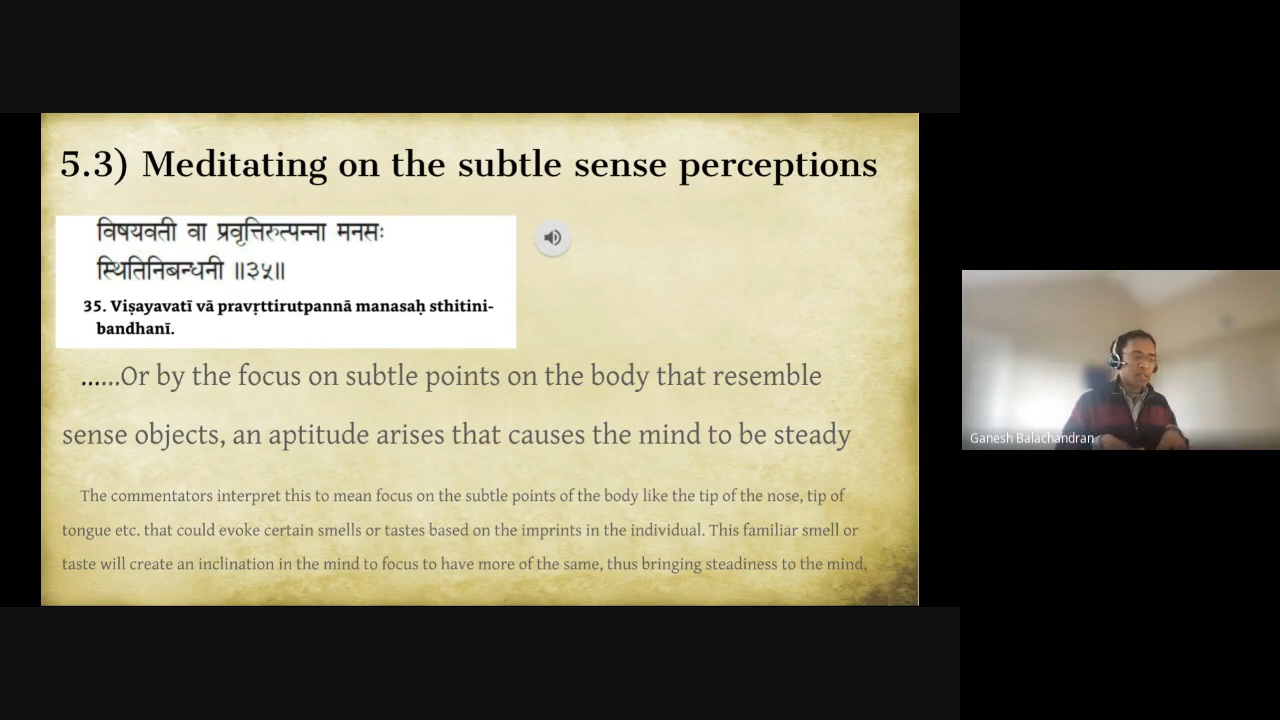 5.3) Meditating on the subtle sense perceptions
विषयवती वा प्रवृत्तिरुत्पन्ना मनसः
स्थितिनिबन्धनी ॥३५॥
35. Viṣayavatī vā pravṛttirutpannā manasaḥ sthitini-
bandhanī.
......Or by the focus on subtle points on the body that resemble
sense objects, an aptitude arises that causes the mind to be steady
The commentators interpret this to mean focus on the subtle points of the body like the tip of the nose, tip of
tongue etc. that could evoke certain smells or tastes based on the imprints in the individual. This familiar smell or
taste will create an inclination in the mind to focus to have more of the same, thus bringing steadiness to the mind.
Ganesh Balachandran